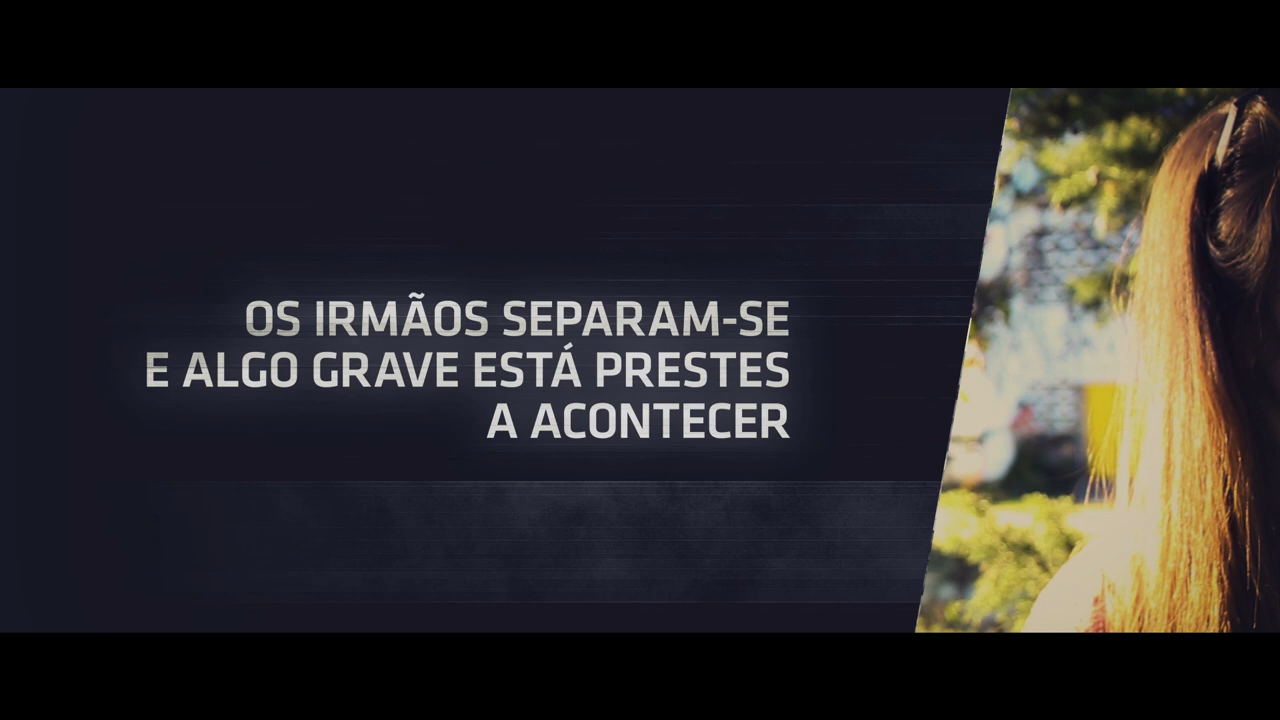 OS IRMÃOS SEPARAM-SE
E ALGO GRAVE ESTÁ PRESTES
A ACONTECER